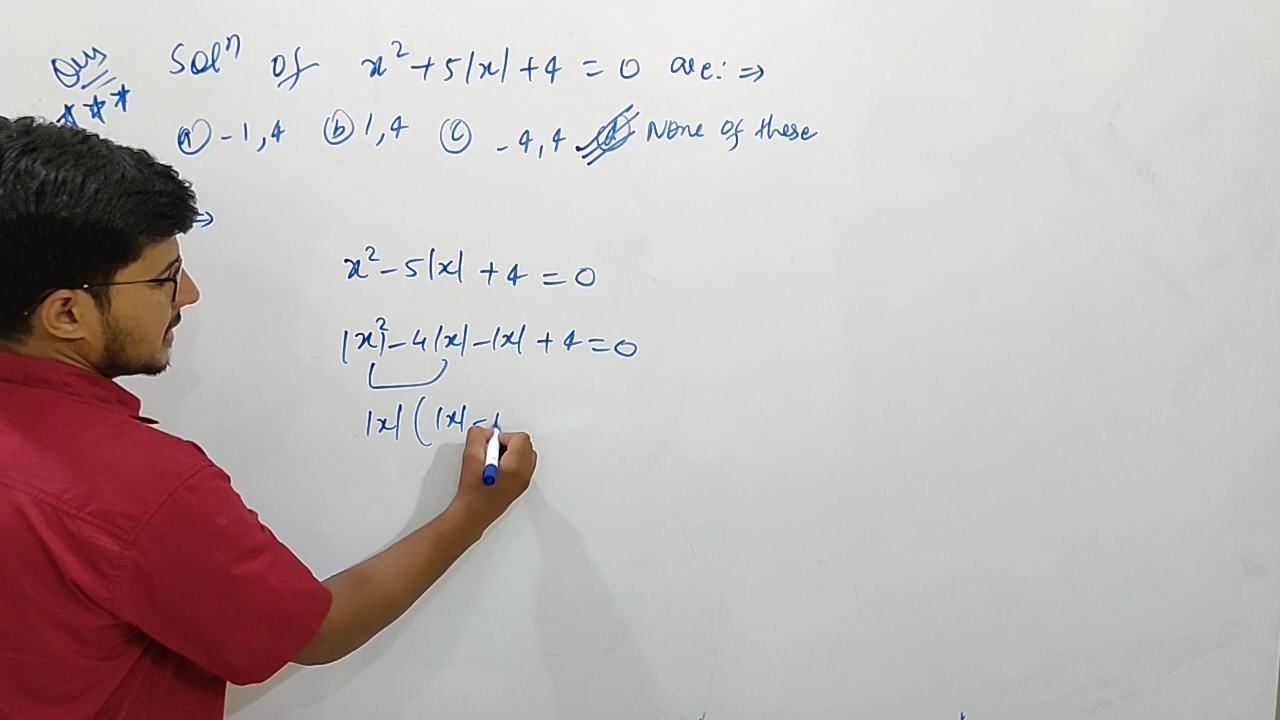 Ques Solⁿ of x² + 5|x| + 4 = 0 are: ⇒
*** (a) -1,4 (b) 1,4 (c) -4,4 (d) None of these
⇒
x² - 5|x| + 4 = 0
|x|² - 4|x| - |x| + 4 = 0
|x| ( |x| -